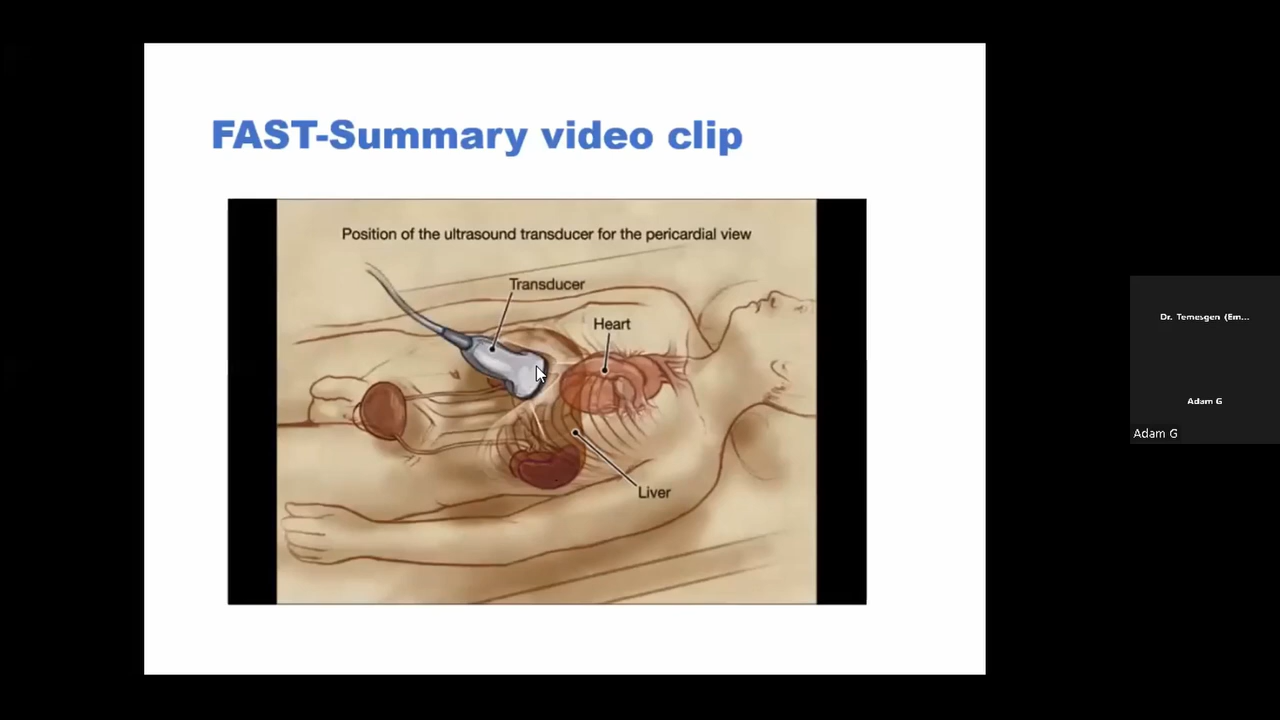 FAST-Summary video clip
Position of the ultrasound transducer for the pericardial view
Transducer
Heart
Liver
Dr. Temesgen (Em...
Adam G
Adam G